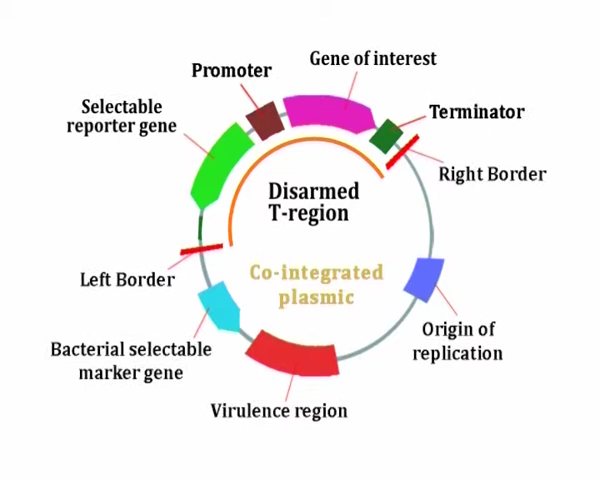 Gene of interest
Promoter
Selectable
reporter gene
Terminator
Right Border
Disarmed
T-region
Left Border
Co-integrated
plasmic
Origin of
replication
Bacterial selectable
marker gene
Virulence region